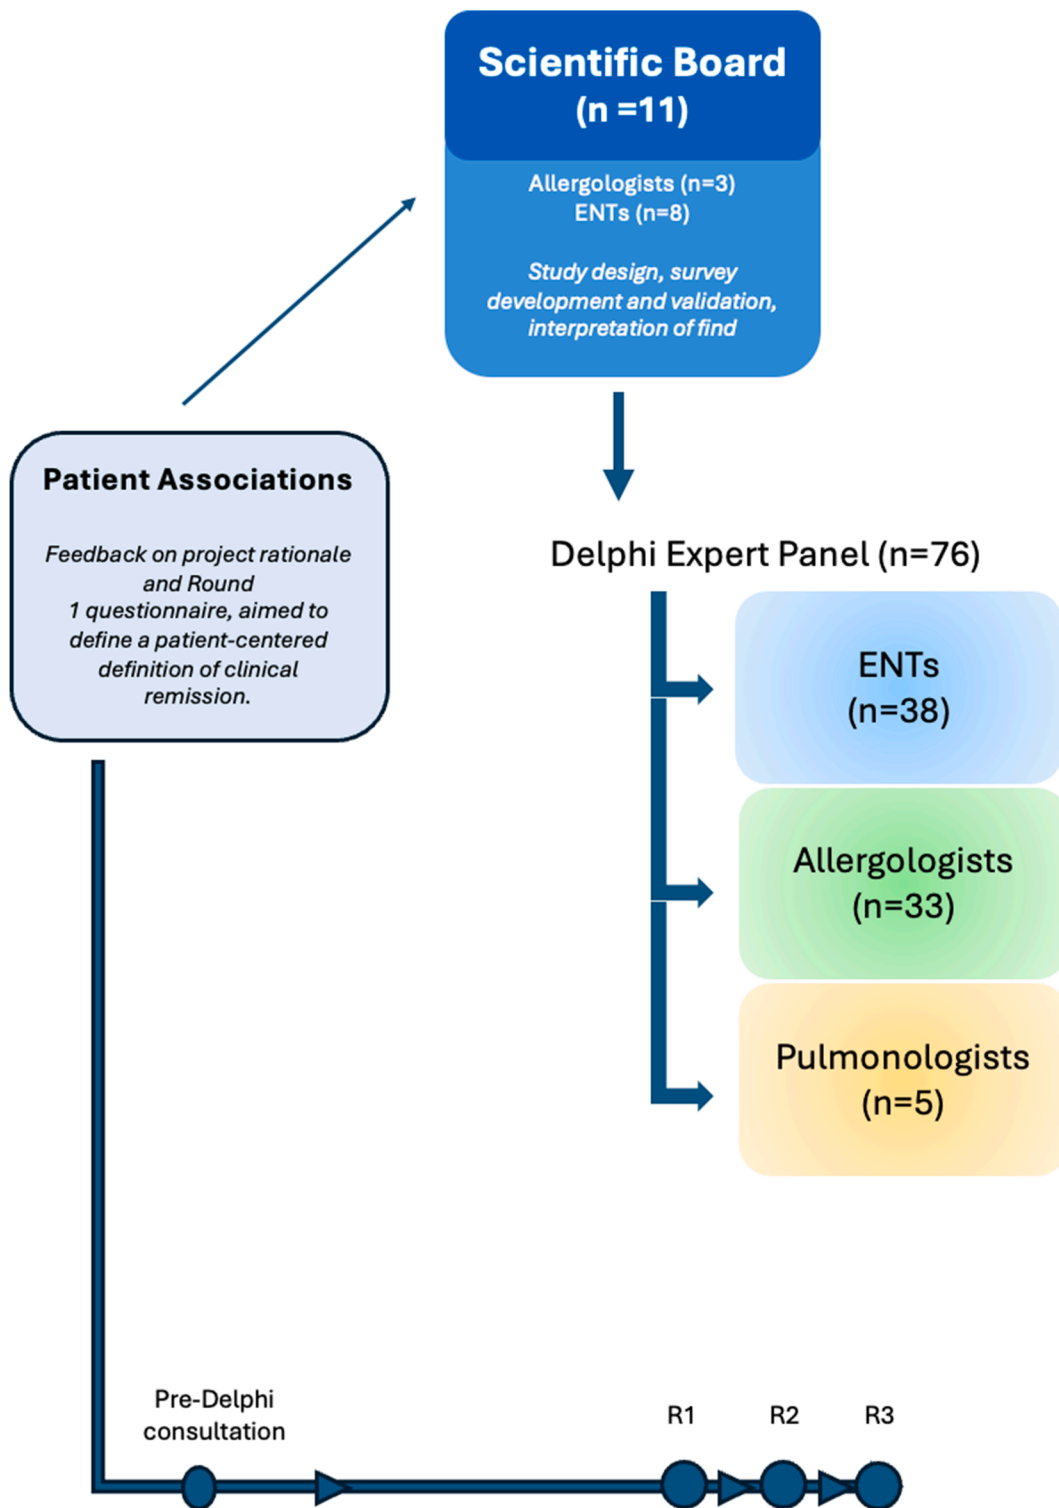 Scientific Board
(n =11)
Allergologists (n=3)
ENTs (n=8)
Study design, survey
development and validation,
interpretation of find
Patient Associations
Feedback on project rationale
and Round
1 questionnaire, aimed to
define a patient-centered
definition of clinical
remission.
Delphi Expert Panel (n=76)
ENTs
(n=38)
Allergologists
(n=33)
Pulmonologists
(n=5)
Pre-Delphi
consultation
R1
R2
R3